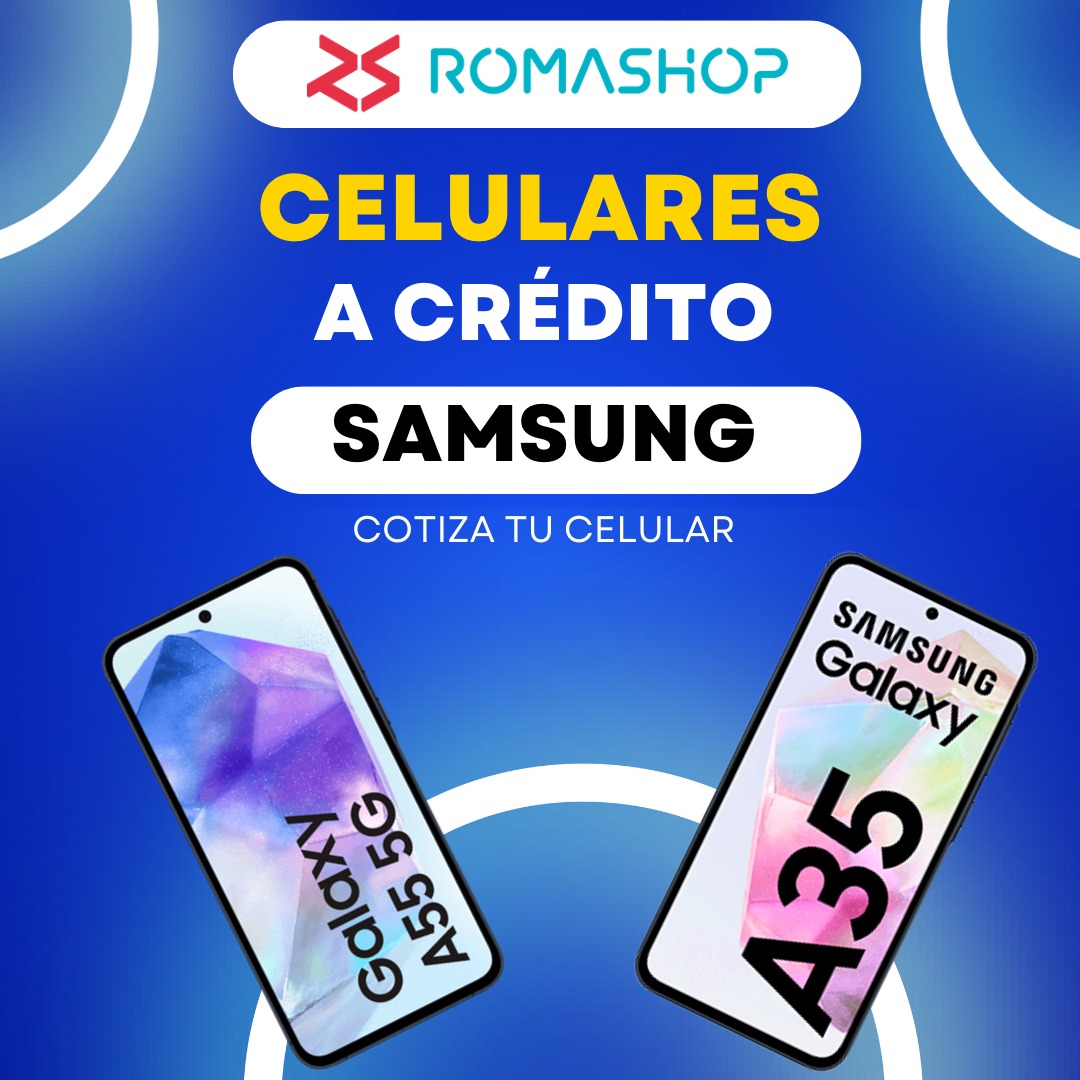 ROMASHOP
CELULARES
A CRÉDITO
SAMSUNG
COTIZA TU CELULAR
Galaxy
A55 5G
SAMSUNG
Galaxy
A35